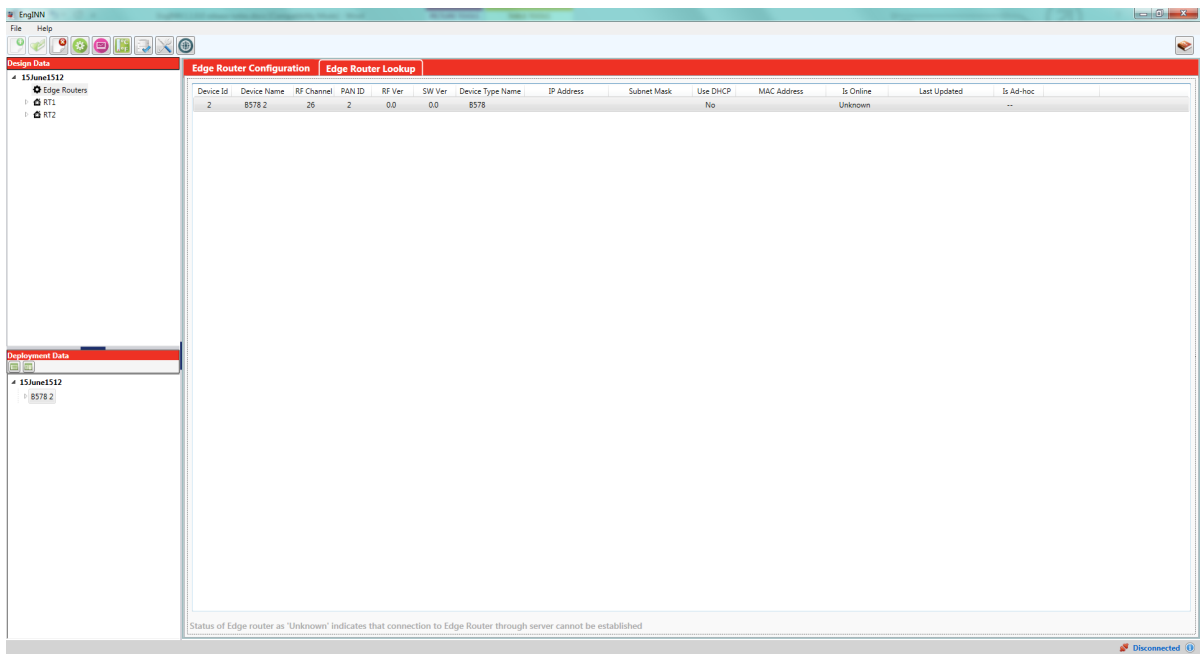 EngINN
File Help
Design Data
15June1512
Edge Routers
RT1
RT2
Deployment Data
15June1512
B578 2
Edge Router Configuration Edge Router Lookup
Device Id Device Name RF Channel PAN ID RF Ver SW Ver Device Type Name IP Address Subnet Mask Use DHCP MAC Address Is Online Last Updated Is Ad-hoc
2 B578 2 26 2 0.0 0.0 B578 No Unknown --
Status of Edge router as 'Unknown' indicates that connection to Edge Router through server cannot be established
Disconnected